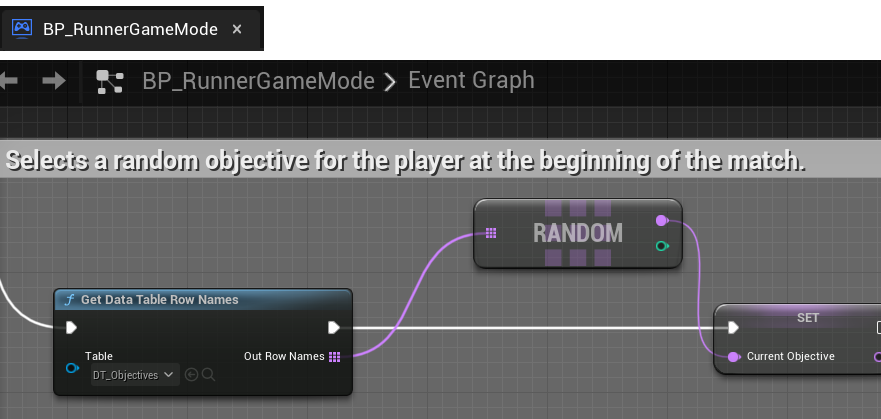 BP_RunnerGameMode
BP_RunnerGameMode > Event Graph
Selects a random objective for the player at the beginning of the match.
RANDOM
Get Data Table Row Names
SET
Table
Out Row Names
Current Objective
DT_Objectives